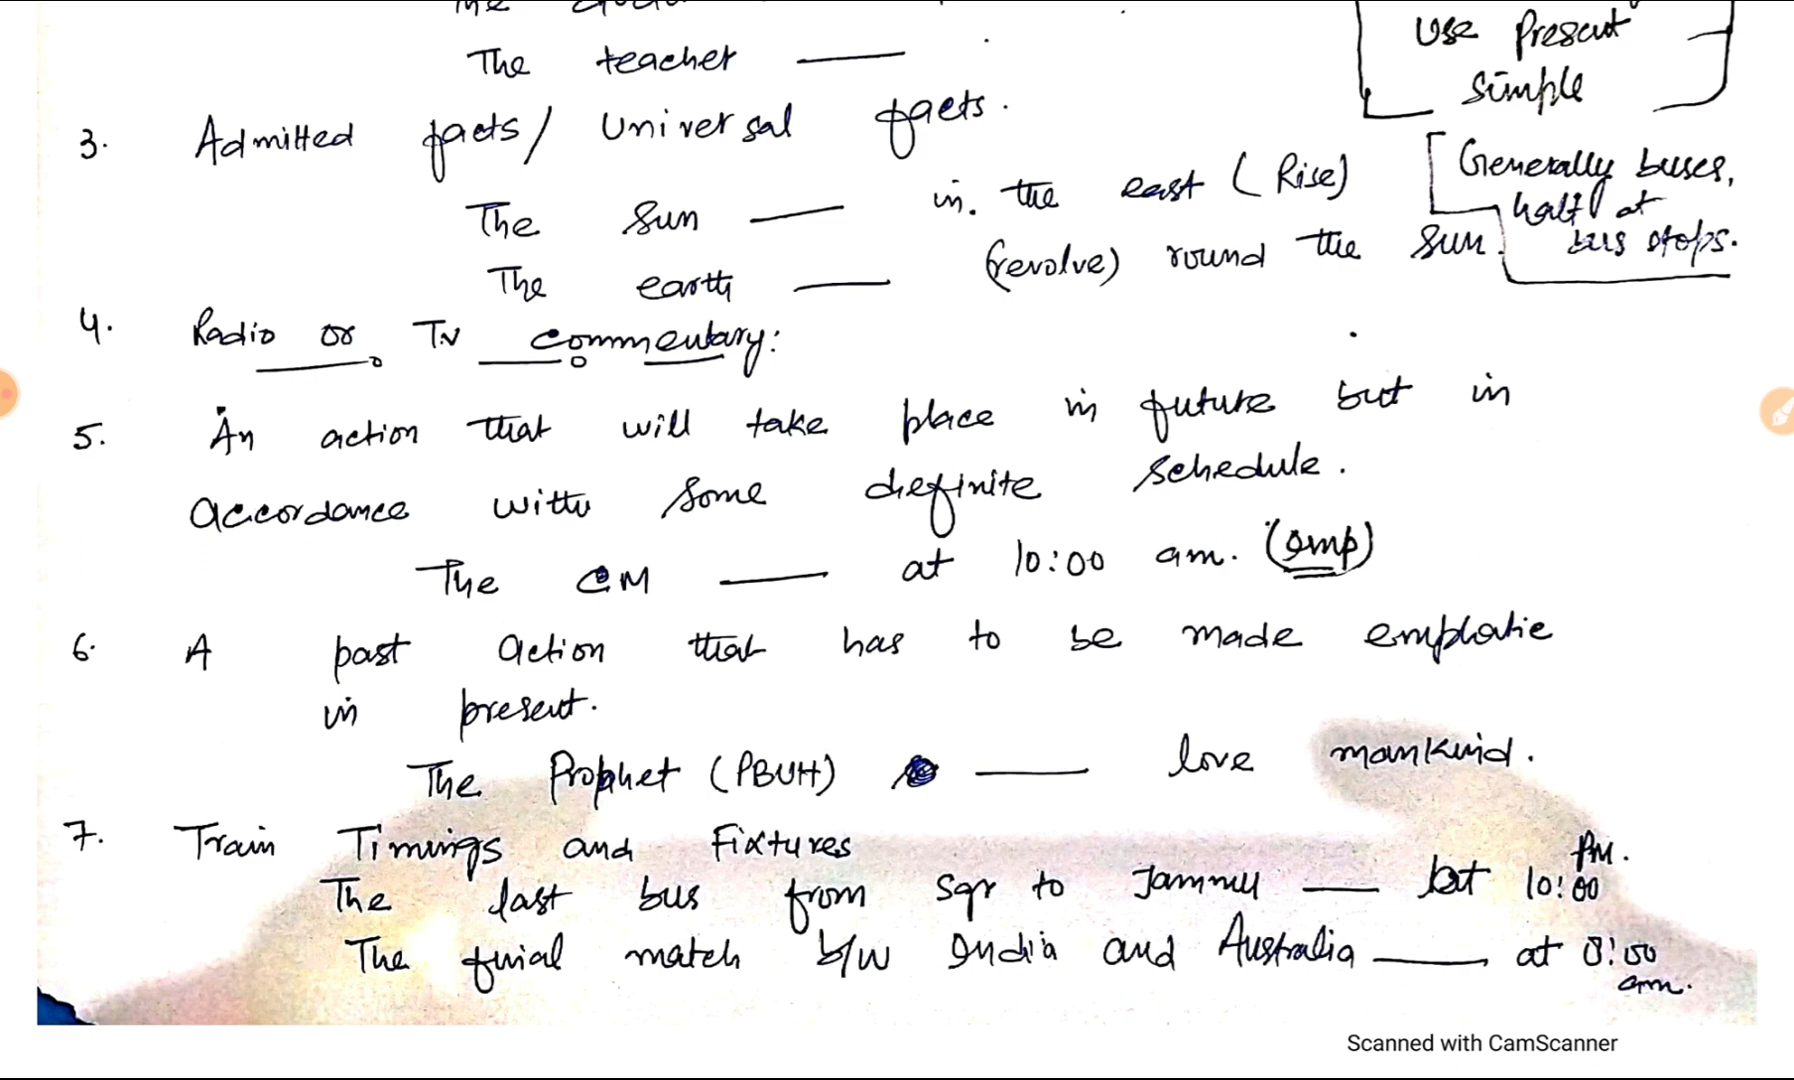 The teacher ___
Use Present
Simple
3. Admitted facts/ Universal facts.
The Sun ___ in. the east (Rise)
The earth ___ (revolve) round the sun.
[Generally buses,
halt at
bus stops.
4. Radio or TV commentary:
5. An action that will take place in future but in
accordance with some definite schedule.
The CM ___ at 10:00 am. (Imp)
6. A past action that has to be made emphatic
in present.
The Prophet (PBUH) ___ love mankind.
7. Train Timings and Fixtures
The last bus from Sgr to Jammu ___ at 10:00 PM.
The final match b/w India and Australia ___ at 8:00 am.
Scanned with CamScanner